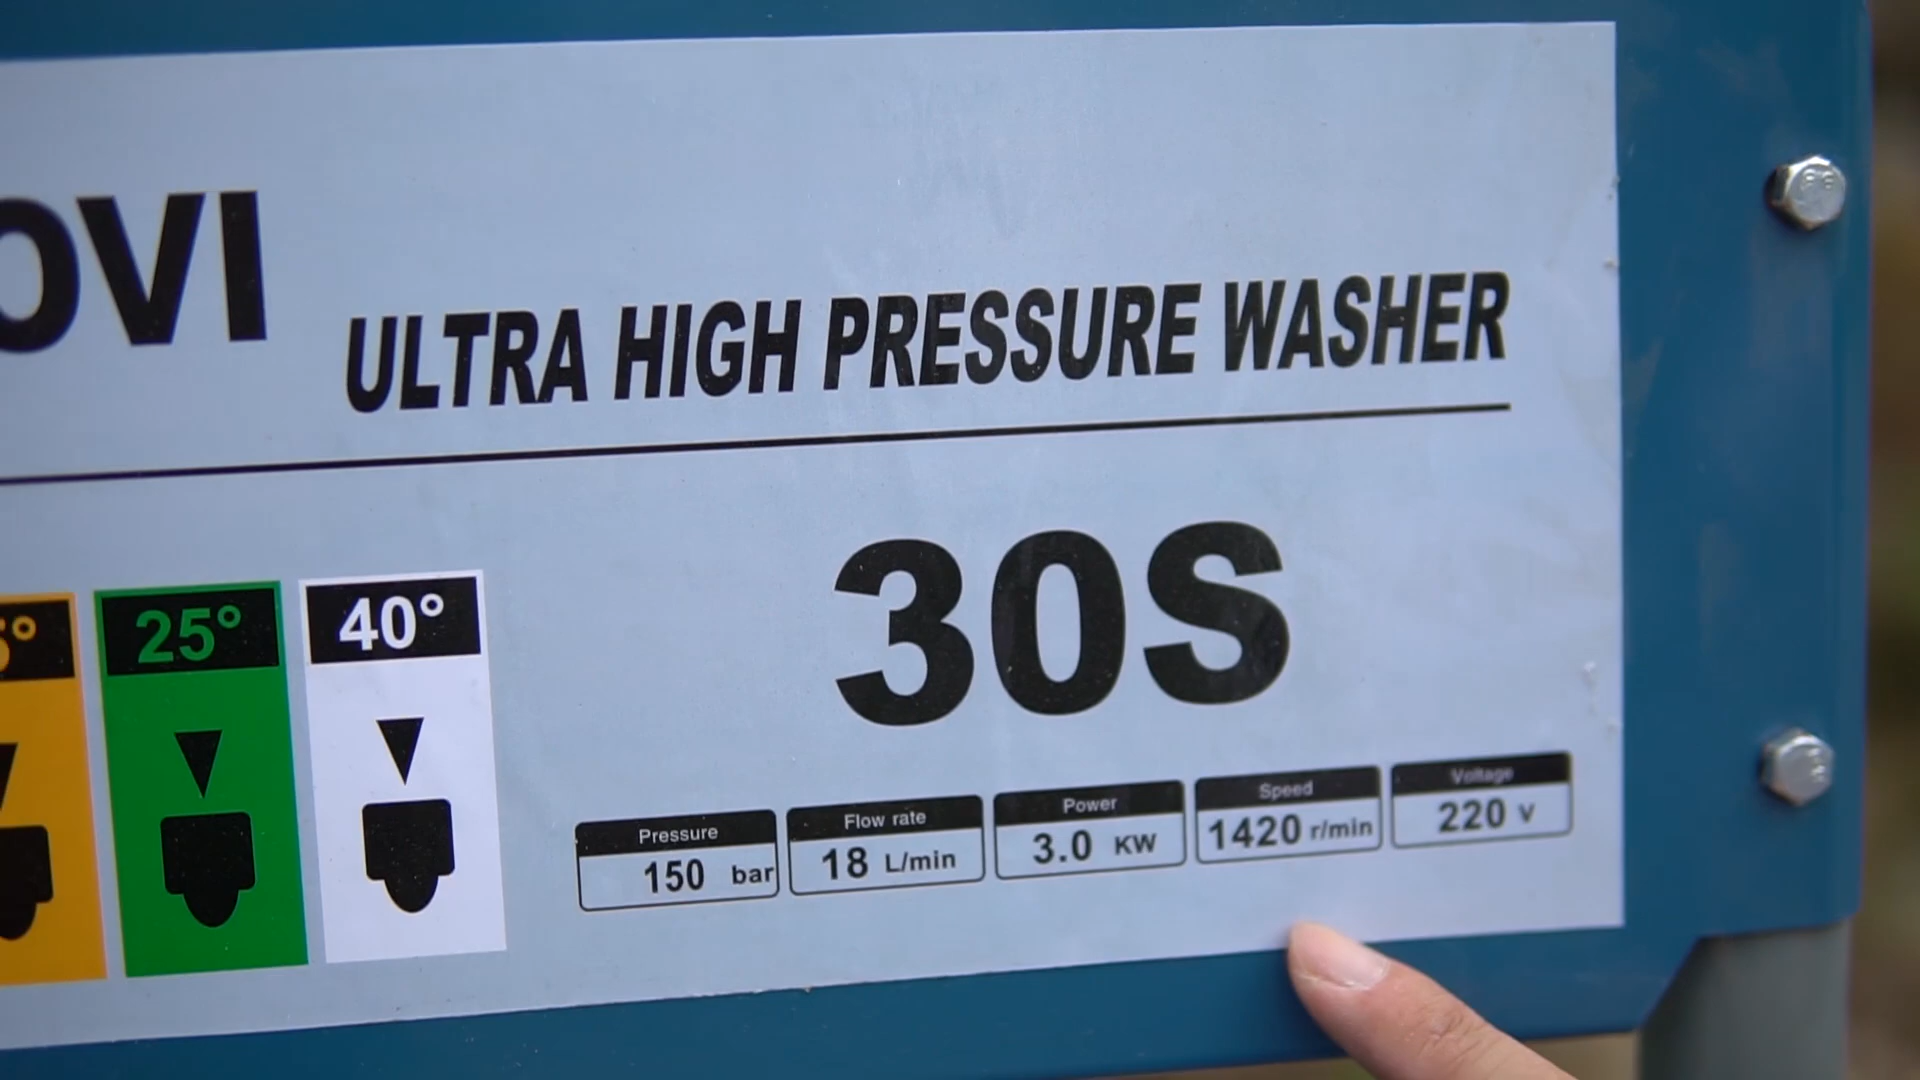 OVI
ULTRA HIGH PRESSURE WASHER
30S
5°
25°
40°
Pressure
150 bar
Flow rate
18 L/min
Power
3.0 KW
Speed
1420 r/min
Voltage
220 v